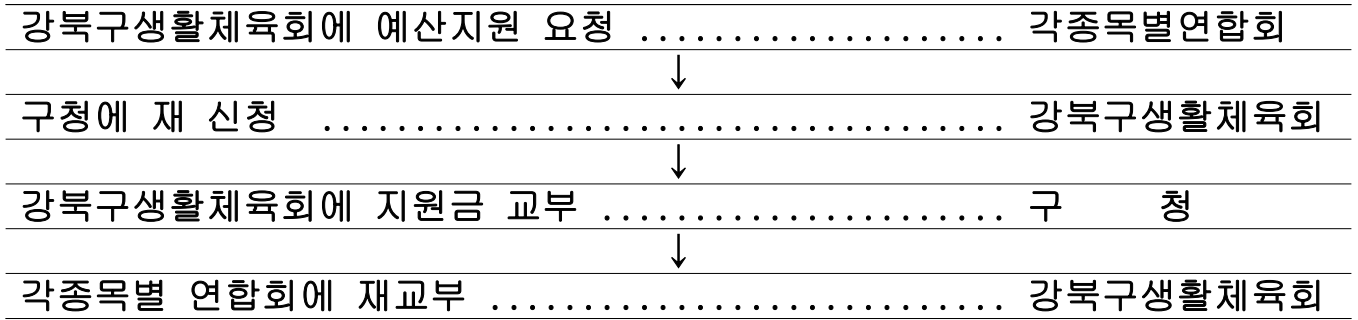 강북구생활체육회에 예산지원 요청 .................... 각종목별연합회
↓
구청에 재 신청 ..................................... 강북구생활체육회
↓
강북구생활체육회에 지원금 교부 ...................... 구 청
↓
각종목별 연합회에 재교부 ............................ 강북구생활체육회